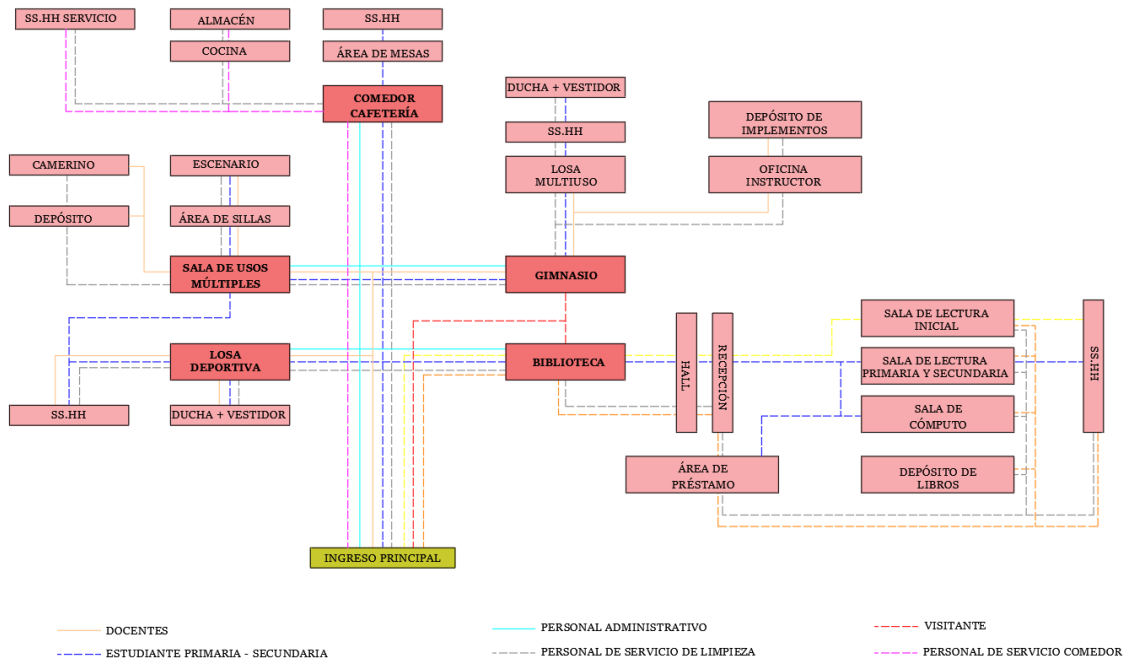 SS.HH SERVICIO
ALMACÉN
SS.HH
COCINA
ÁREA DE MESAS
COMEDOR
CAFETERÍA
DUCHA + VESTIDOR
SS.HH
LOSA
MULTIUSO
DEPÓSITO DE
IMPLEMENTOS
OFICINA
INSTRUCTOR
CAMERINO
ESCENARIO
DEPÓSITO
ÁREA DE SILLAS
SALA DE USOS
MÚLTIPLES
GIMNASIO
LOSA
DEPORTIVA
BIBLIOTECA
HALL
RECEPCIÓN
SALA DE LECTURA
INICIAL
SALA DE LECTURA
PRIMARIA Y SECUNDARIA
SALA DE
CÓMPUTO
DEPÓSITO DE
LIBROS
SS.HH
SS.HH
DUCHA + VESTIDOR
ÁREA DE
PRÉSTAMO
INGRESO PRINCIPAL
DOCENTES
PERSONAL ADMINISTRATIVO
VISITANTE
ESTUDIANTE PRIMARIA - SECUNDARIA
PERSONAL DE SERVICIO DE LIMPIEZA
PERSONAL DE SERVICIO COMEDOR